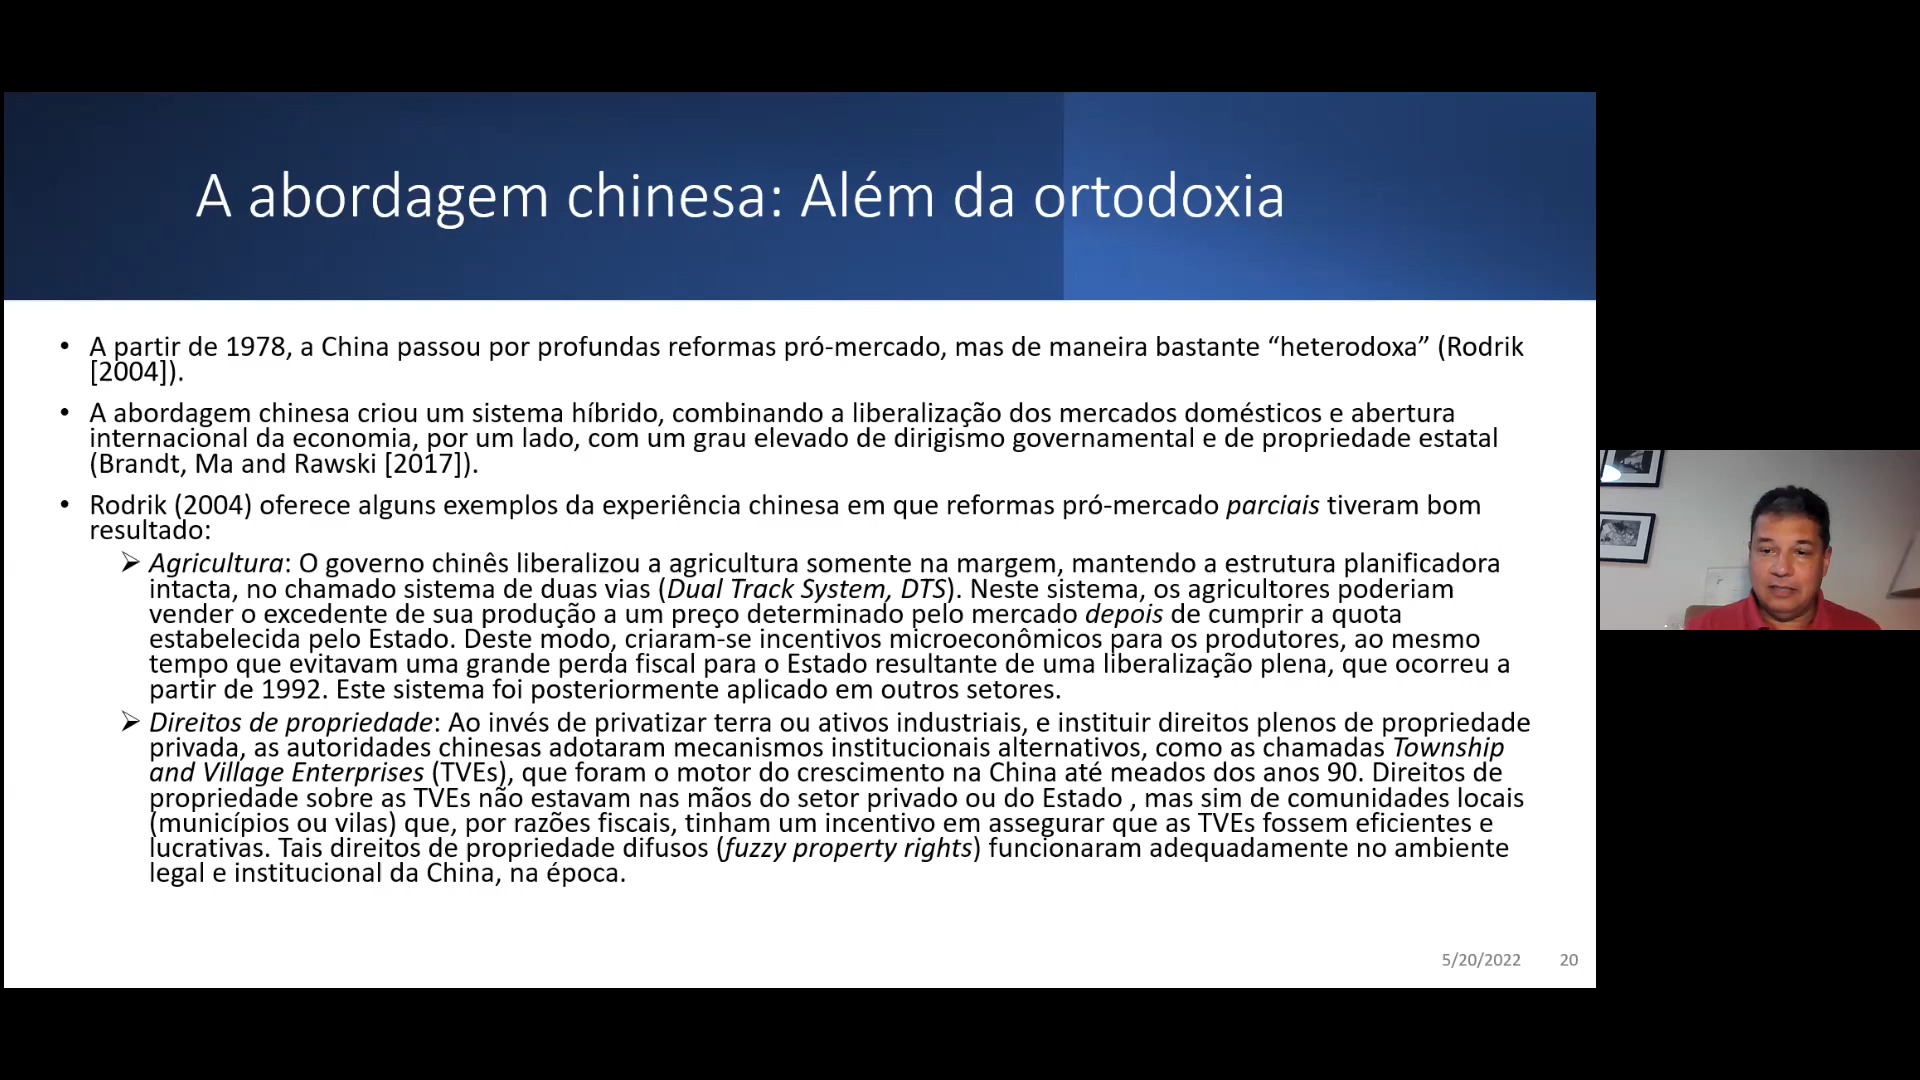 A abordagem chinesa: Além da ortodoxia
• A partir de 1978, a China passou por profundas reformas pró-mercado, mas de maneira bastante “heterodoxa” (Rodrik
[2004]).
• A abordagem chinesa criou um sistema híbrido, combinando a liberalização dos mercados domésticos e abertura
internacional da economia, por um lado, com um grau elevado de dirigismo governamental e de propriedade estatal
(Brandt, Ma and Rawski [2017]).
• Rodrik (2004) oferece alguns exemplos da experiência chinesa em que reformas pró-mercado parciais tiveram bom
resultado:
➢ Agricultura: O governo chinês liberalizou a agricultura somente na margem, mantendo a estrutura planificadora
intacta, no chamado sistema de duas vias (Dual Track System, DTS). Neste sistema, os agricultores poderiam
vender o excedente de sua produção a um preço determinado pelo mercado depois de cumprir a quota
estabelecida pelo Estado. Deste modo, criaram-se incentivos microeconômicos para os produtores, ao mesmo
tempo que evitavam uma grande perda fiscal para o Estado resultante de uma liberalização plena, que ocorreu a
partir de 1992. Este sistema foi posteriormente aplicado em outros setores.
➢ Direitos de propriedade: Ao invés de privatizar terra ou ativos industriais, e instituir direitos plenos de propriedade
privada, as autoridades chinesas adotaram mecanismos institucionais alternativos, como as chamadas Township
and Village Enterprises (TVEs), que foram o motor do crescimento na China até meados dos anos 90. Direitos de
propriedade sobre as TVEs não estavam nas mãos do setor privado ou do Estado , mas sim de comunidades locais
(municípios ou vilas) que, por razões fiscais, tinham um incentivo em assegurar que as TVEs fossem eficientes e
lucrativas. Tais direitos de propriedade difusos (fuzzy property rights) funcionaram adequadamente no ambiente
legal e institucional da China, na época.
5/20/2022 20